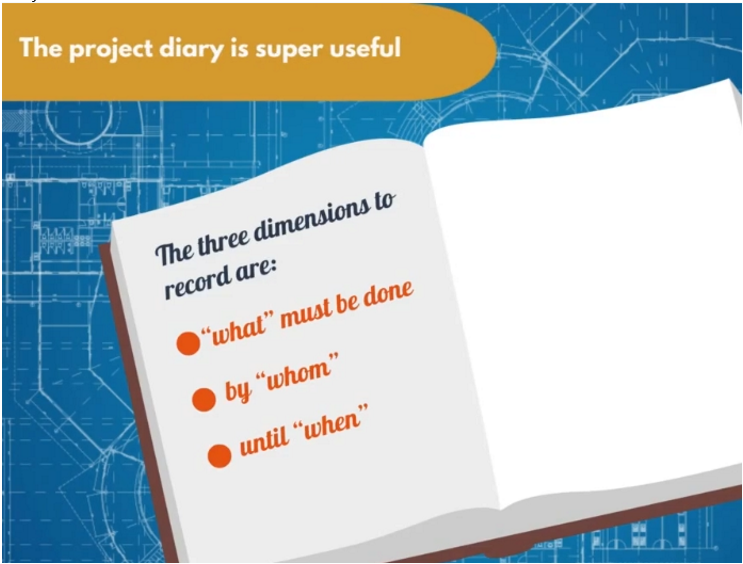 The project diary is super useful
The three dimensions to
record are:
“what” must be done
by “whom”
until “when”